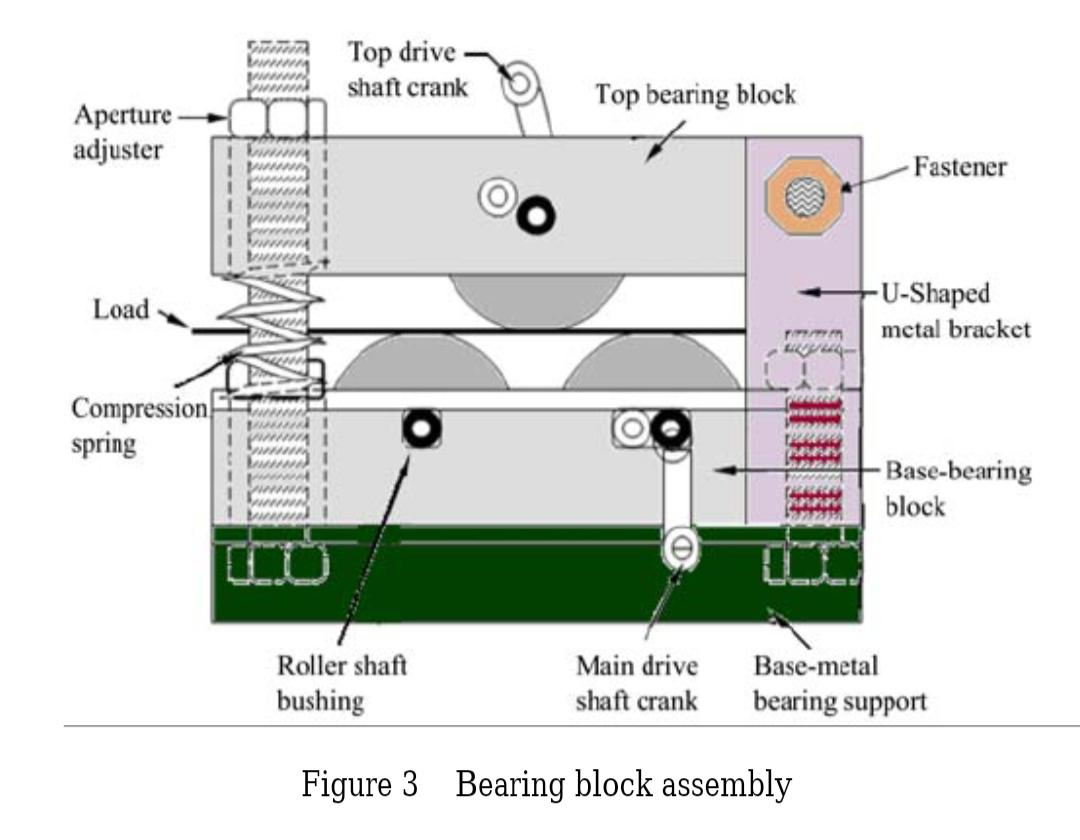 Top drive
shaft crank
Top bearing block
Aperture
adjuster
Fastener
Load
U-Shaped
metal bracket
Compression
spring
Base-bearing
block
Roller shaft
bushing
Main drive
shaft crank
Base-metal
bearing support
Figure 3 Bearing block assembly